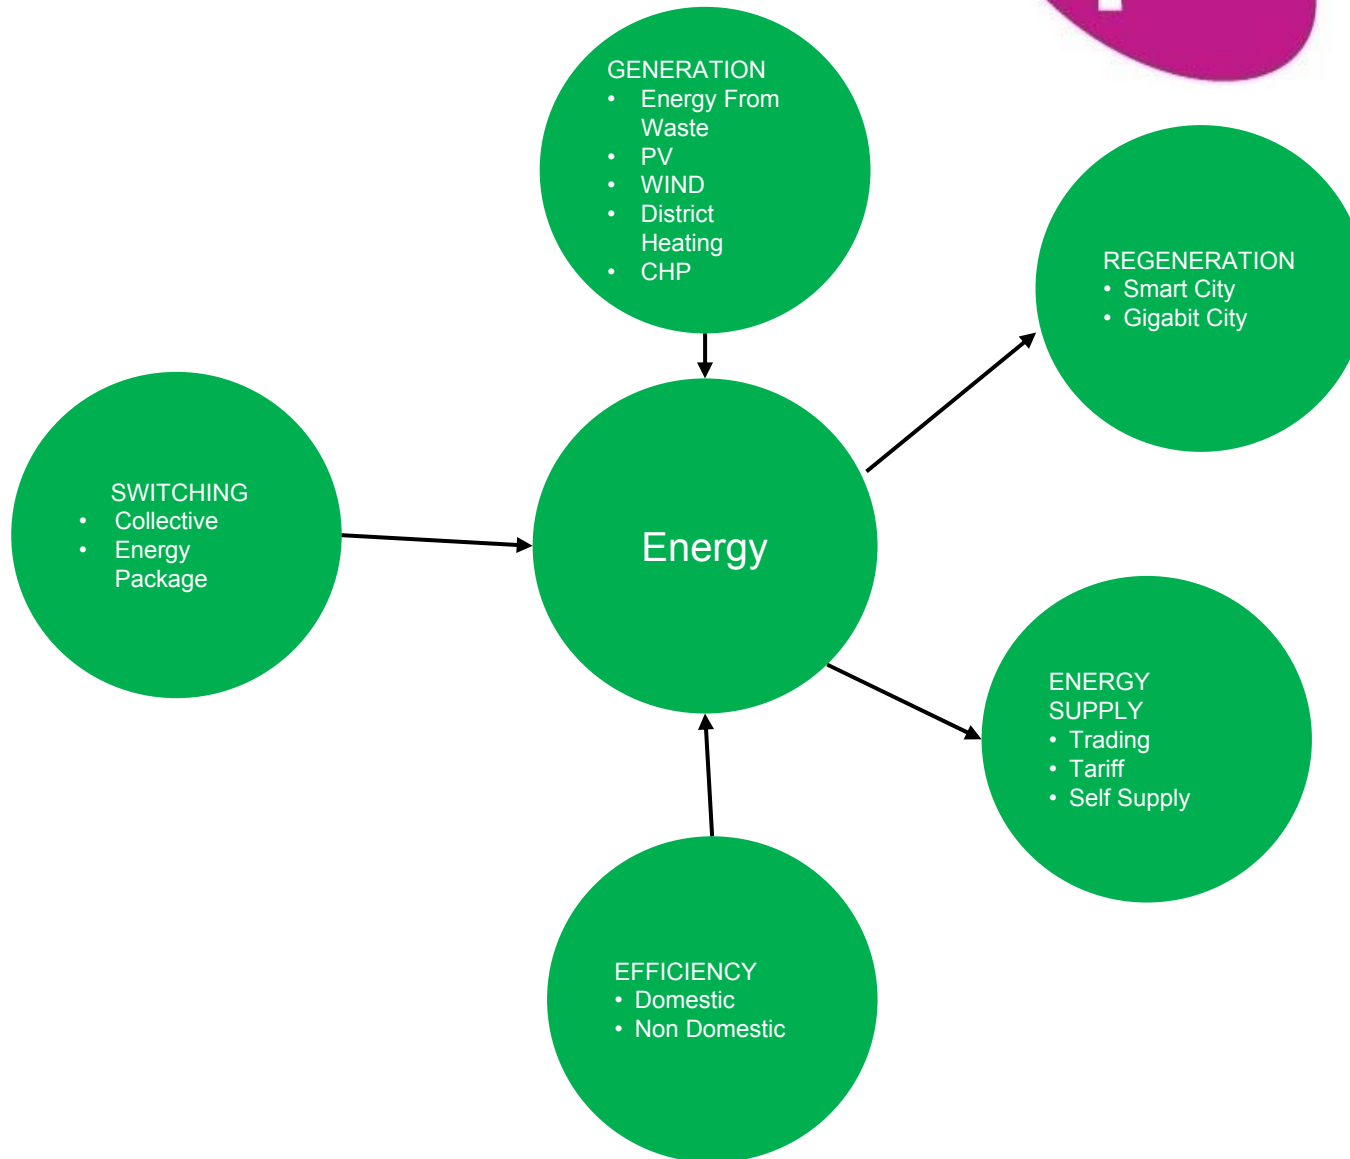 GENERATION
• Energy From
Waste
• PV
• WIND
• District
Heating
• CHP
REGENERATION
• Smart City
• Gigabit City
SWITCHING
• Collective
• Energy
Package
Energy
ENERGY
SUPPLY
• Trading
• Tariff
• Self Supply
EFFICIENCY
• Domestic
• Non Domestic